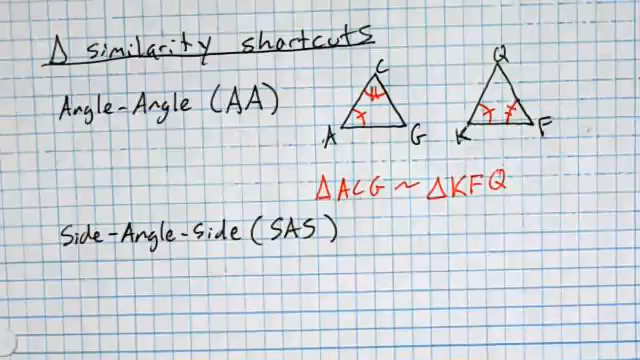 Δ similarity shortcuts
Angle-Angle (AA)
C
A
G
Q
K
F
ΔACG ~ ΔKFQ
Side-Angle-Side (SAS)